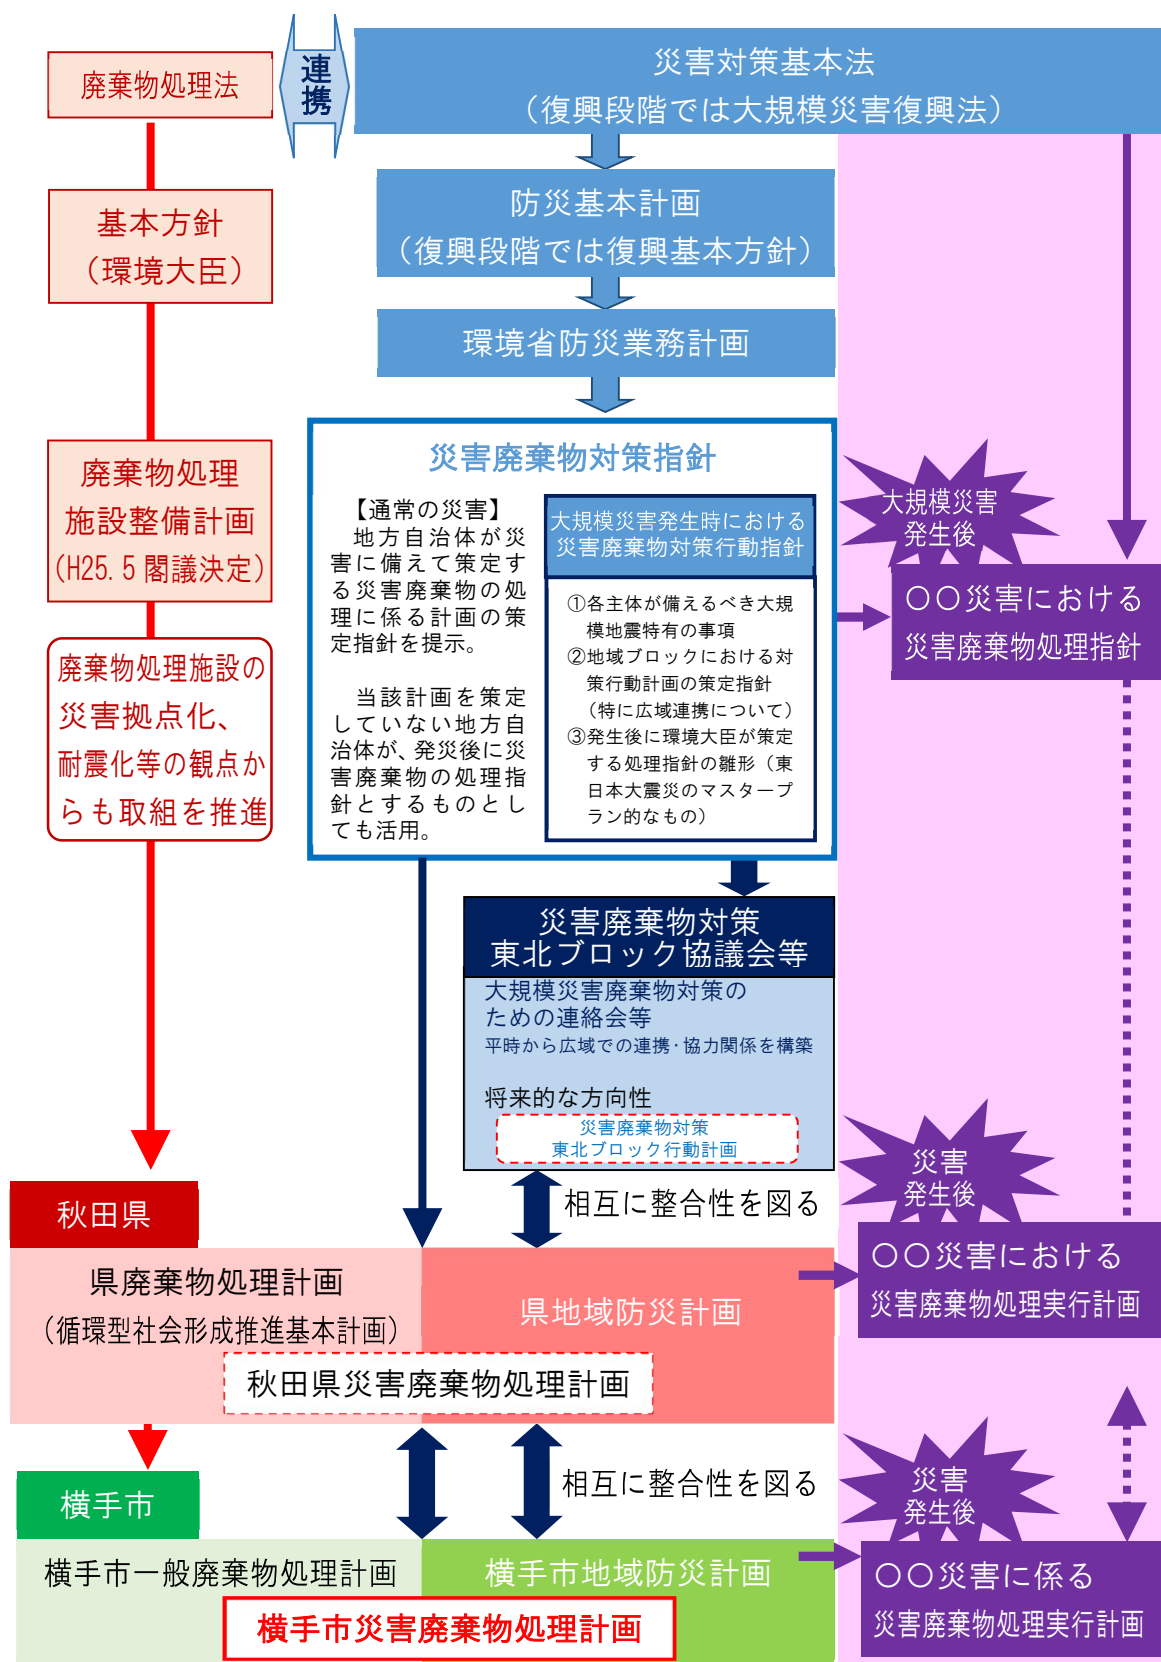 廃棄物処理法
連携
災害対策基本法
（復興段階では大規模災害復興法）
基本方針
（環境大臣）
防災基本計画
（復興段階では復興基本方針）
環境省防災業務計画
廃棄物処理
施設整備計画
（H25.5閣議決定）
廃棄物処理施設の
災害拠点化、
耐震化等の観点か
らも取組を推進
災害廃棄物対策指針
【通常の災害】
地方自治体が災
害に備えて策定す
る災害廃棄物の処
理に係る計画の策
定指針を提示。
当該計画を策定
していない地方自
治体が、発災後に災
害廃棄物の処理指
針とするものとし
ても活用。
大規模災害発生時における
災害廃棄物対策行動指針
①各主体が備えるべき大規
模地震特有の事項
②地域ブロックにおける対
策行動計画の策定指針
（特に広域連携について）
③発生後に環境大臣が策定
する処理指針の雛形（東
日本大震災のマスタープ
ラン的なもの）
大規模災害
発生後
〇〇災害における
災害廃棄物処理指針
災害廃棄物対策
東北ブロック協議会等
大規模災害廃棄物対策の
ための連絡会等
平時から広域での連携・協力関係を構築
将来的な方向性
災害廃棄物対策
東北ブロック行動計画
相互に整合性を図る
災害
発生後
〇〇災害における
災害廃棄物処理実行計画
秋田県
県廃棄物処理計画
（循環型社会形成推進基本計画）
県地域防災計画
秋田県災害廃棄物処理計画
相互に整合性を図る
災害
発生後
〇〇災害に係る
災害廃棄物処理実行計画
横手市
横手市一般廃棄物処理計画
横手市地域防災計画
横手市災害廃棄物処理計画